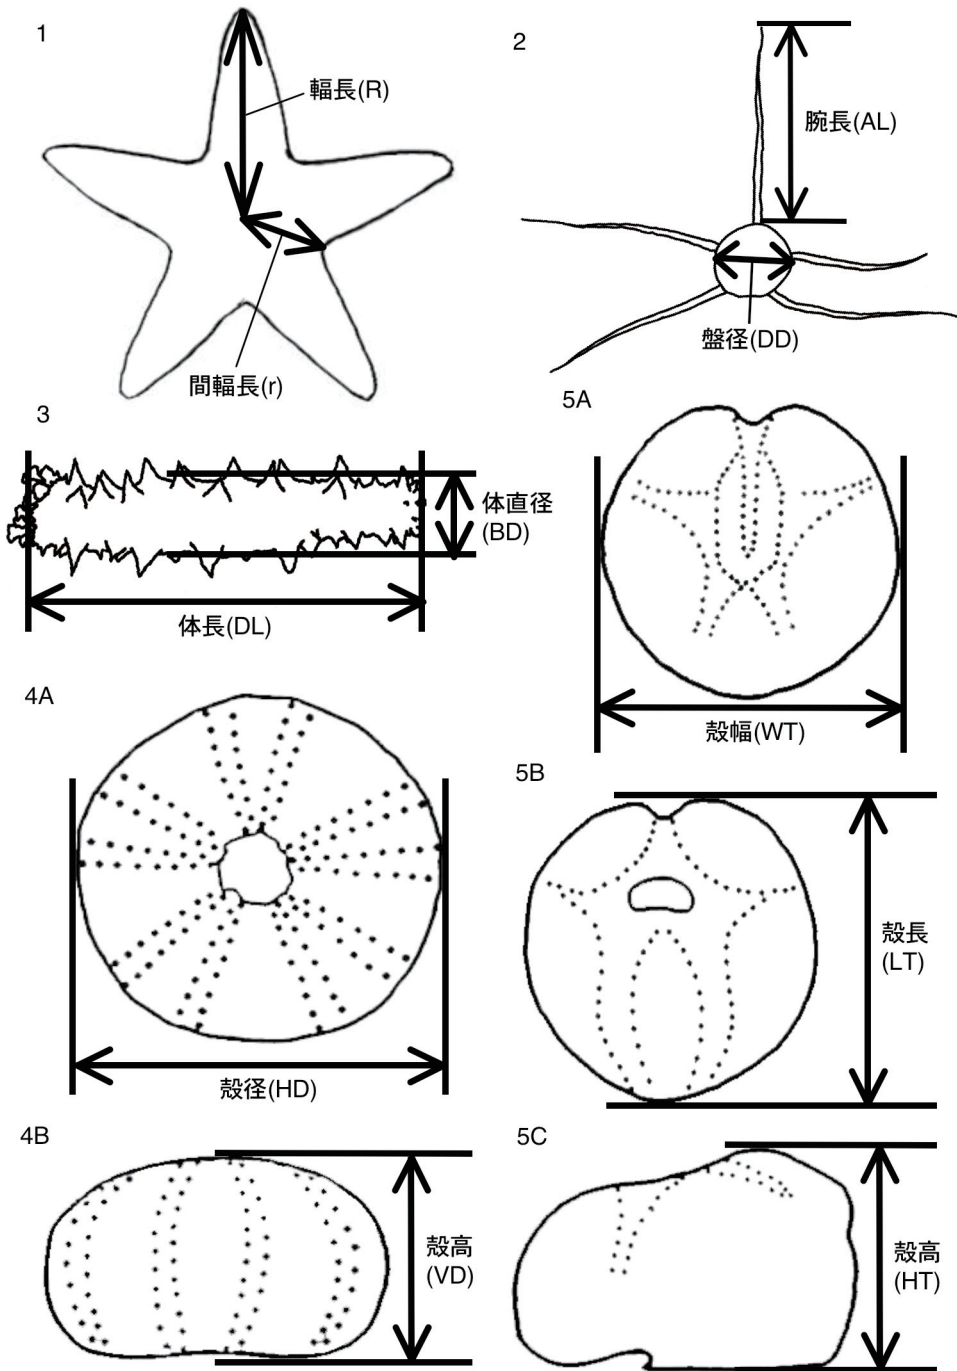 1
輻長(R)
間輻長(r)
2
腕長(AL)
盤径(DD)
3
体直径
(BD)
体長(DL)
5A
殻幅(WT)
4A
殻径(HD)
5B
殻長
(LT)
4B
殻高
(VD)
5C
殻高
(HT)